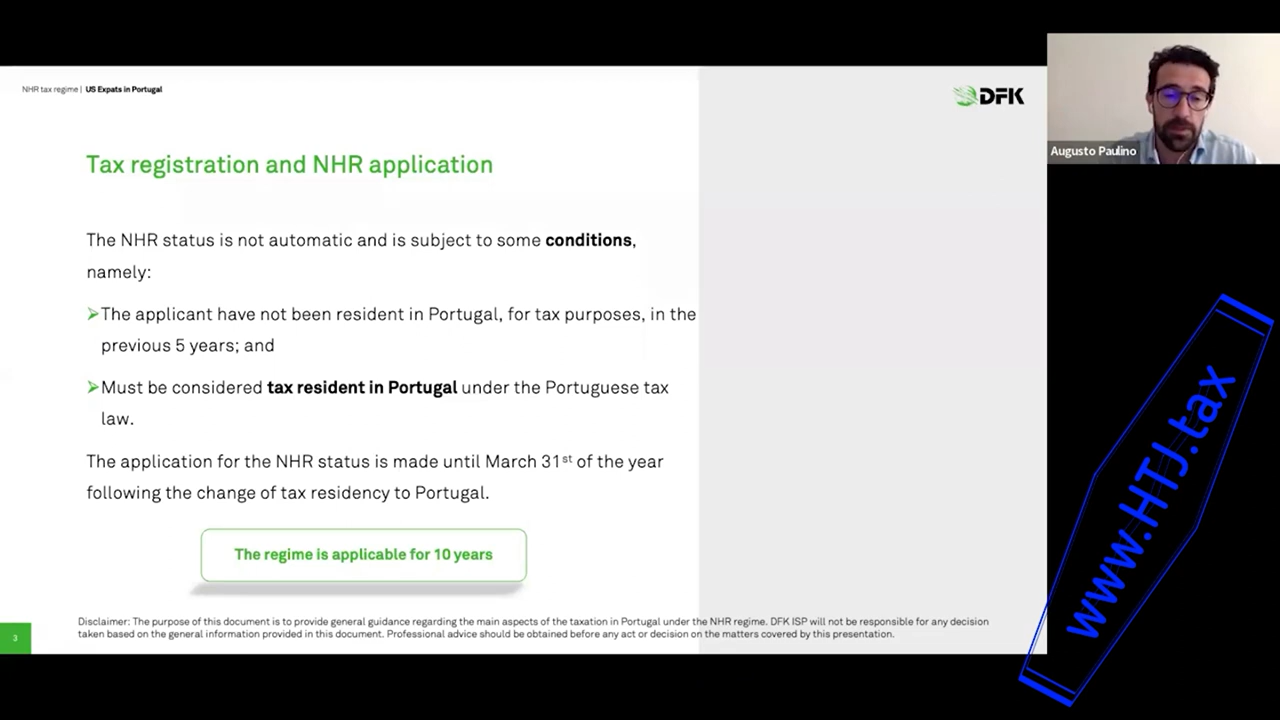 NHR tax regime | US Expats in Portugal
DFK
Augusto Paulino
Tax registration and NHR application
The NHR status is not automatic and is subject to some conditions,
namely:
➢The applicant have not been resident in Portugal, for tax purposes, in the
previous 5 years; and
➢Must be considered tax resident in Portugal under the Portuguese tax
law.
The application for the NHR status is made until March 31st of the year
following the change of tax residency to Portugal.
The regime is applicable for 10 years
Disclaimer: The purpose of this document is to provide general guidance regarding the main aspects of the taxation in Portugal under the NHR regime. DFK ISP will not be responsible for any decision
taken based on the general information provided in this document. Professional advice should be obtained before any act or decision on the matters covered by this presentation.
3
www.HTJ.tax